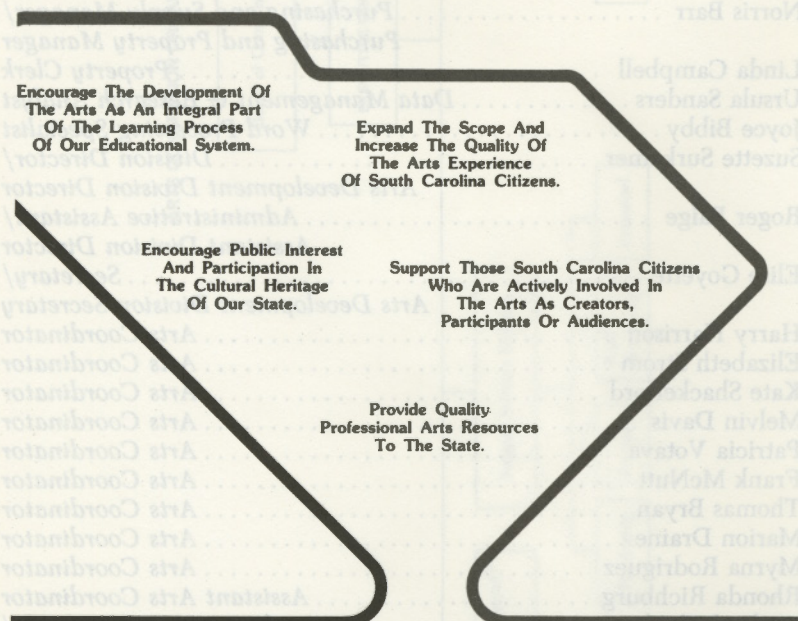 Encourage The Development Of
The Arts As An Integral Part
Of The Learning Process
Of Our Educational System.
Expand The Scope And
Increase The Quality Of
The Arts Experience
Of South Carolina Citizens.
Encourage Public Interest
And Participation In
The Cultural Heritage
Of Our State.
Support Those South Carolina Citizens
Who Are Actively Involved In
The Arts As Creators,
Participants Or Audiences.
Provide Quality
Professional Arts Resources
To The State.
Norris Barr
Purchasing and Property Manager
Linda Campbell Property Clerk
Ursula Sanders Data Management
Joyce Bibby Word
Suzette Division Director/
Arts Development Division Director
Roger Administrative Assistant/
Division Director
Secretary/
Arts Development Division Secretary
Harry Harrison Arts Coordinator
Elizabeth Arts Coordinator
Kate Shackelford Arts Coordinator
Melvin Davis Arts Coordinator
Patricia Votava Arts Coordinator
Frank McNutt Arts Coordinator
Thomas Bryan Arts Coordinator
Marion Draine Arts Coordinator
Myrna Rodriguez Arts Coordinator
Rhonda Richburg Assistant Arts Coordinator